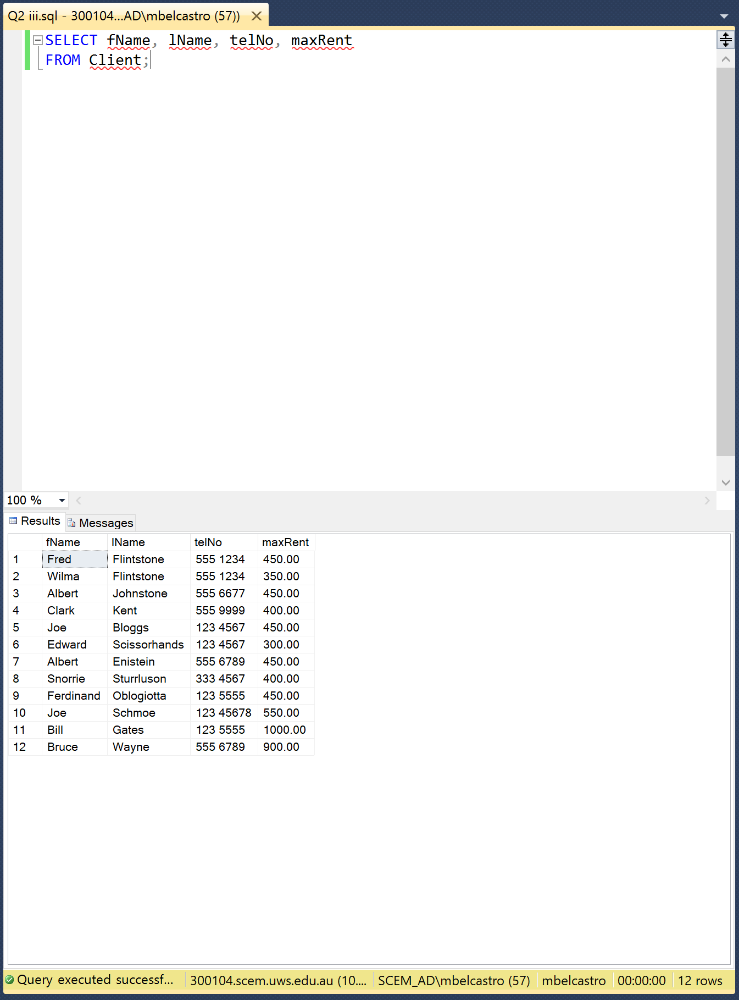 Q2 iii.sql - 300104...AD\mbelcastro (57))
SELECT fName, lName, telNo, maxRent
FROM Client;
100 %
Results Messages
fName lName telNo maxRent
1 Fred Flintstone 555 1234 450.00
2 Wilma Flintstone 555 1234 350.00
3 Albert Johnstone 555 6677 450.00
4 Clark Kent 555 9999 400.00
5 Joe Bloggs 123 4567 450.00
6 Edward Scissorhands 123 4567 300.00
7 Albert Enistein 555 6789 450.00
8 Snorrie Sturrluson 333 4567 400.00
9 Ferdinand Oblogiotta 123 5555 450.00
10 Joe Schmoe 123 45678 550.00
11 Bill Gates 123 5555 1000.00
12 Bruce Wayne 555 6789 900.00
Query executed successf... 300104.scem.uws.edu.au (10.... SCEM_AD\mbelcastro (57) mbelcastro 00:00:00 12 rows